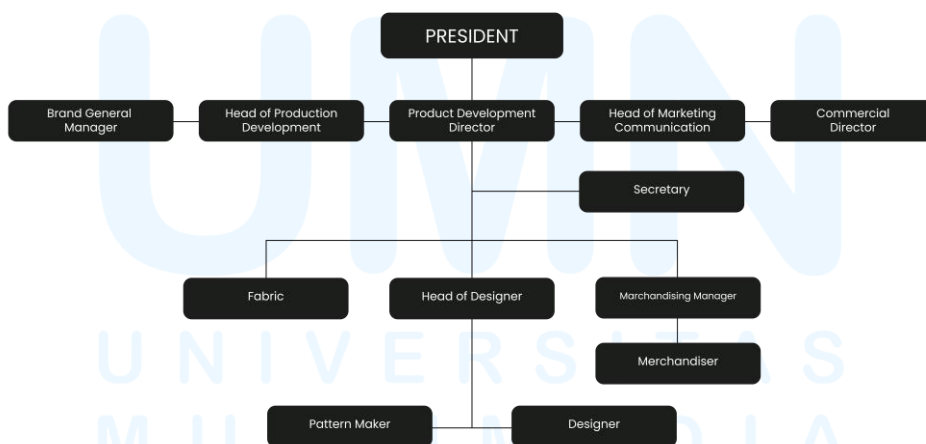 PRESIDENT
Brand General
Manager
Head of Production
Development
Product Development
Director
Head of Marketing
Communication
Commercial
Director
Secretary
Fabric
Head of Designer
Marchandising Manager
Merchandiser
Pattern Maker
Designer
UMN
UNIVERSITAS